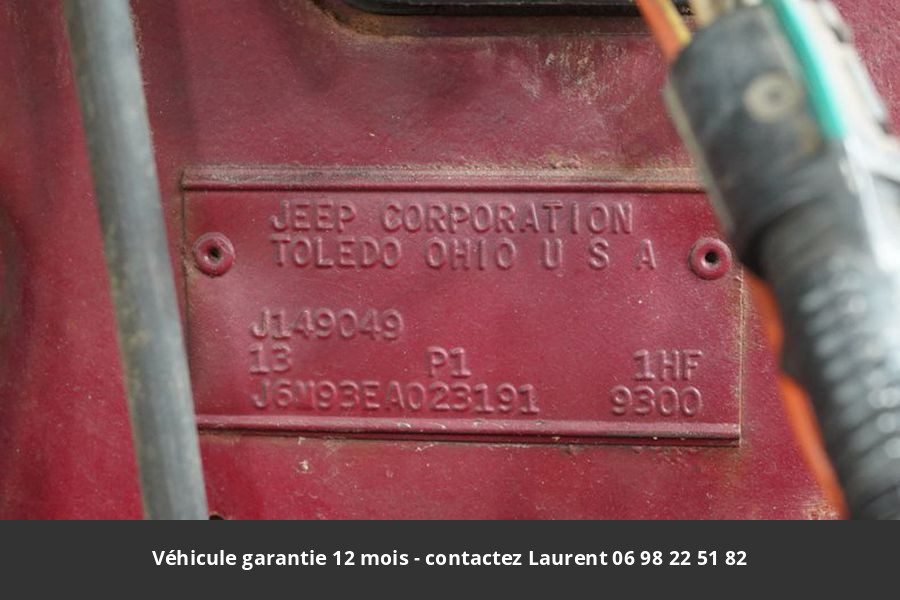 JEEP CORPORATION
TOLEDO OHIO U S A
J149049
13 P1 1HF
J6M93EA023191 9300
Véhicule garantie 12 mois - contactez Laurent 06 98 22 51 82